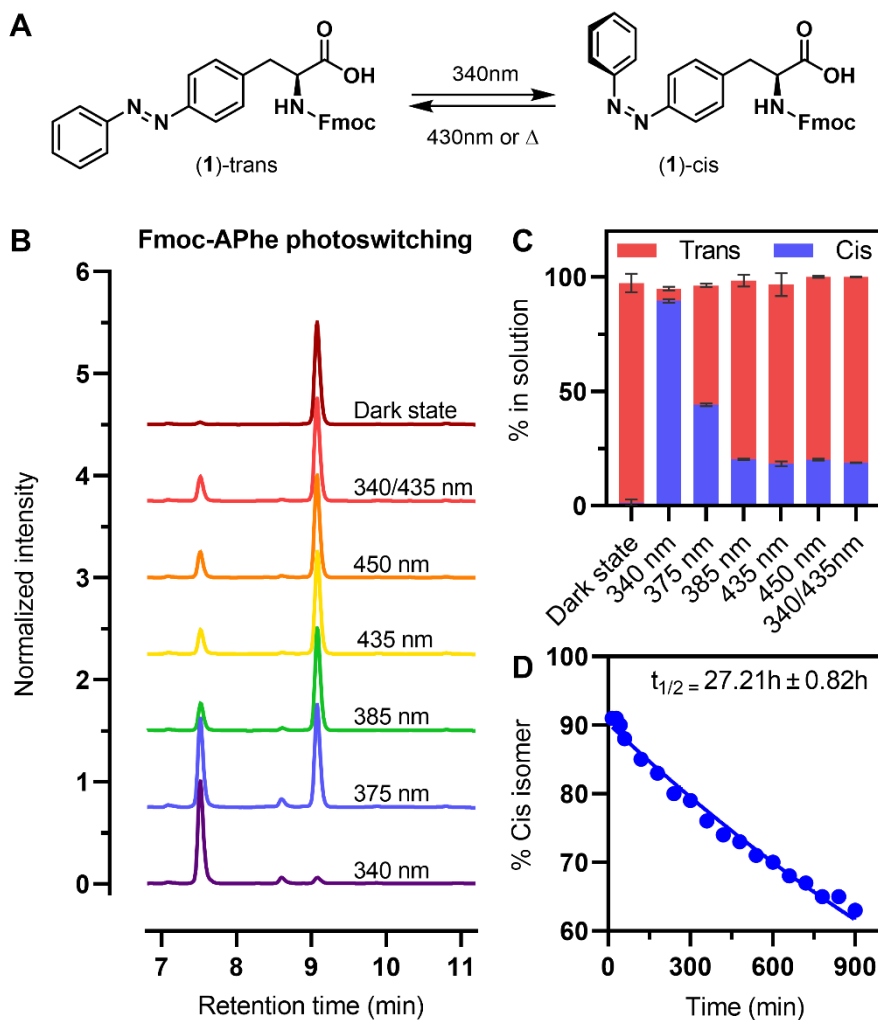 A
O
OH
HN
Fmoc
N
N
(1)-trans
340nm
430nm or Δ
O
OH
HN
Fmoc
N
N
(1)-cis
B
Fmoc-APhe photoswitching
6
5
4
3
2
1
0
Normalized intensity
Dark state
340/435 nm
450 nm
435 nm
385 nm
375 nm
340 nm
7 8 9 10 11
Retention time (min)
C
Trans Cis
100
50
0
% in solution
Dark state
340 nm
375 nm
385 nm
435 nm
450 nm
340/435nm
D
t1/2 = 27.21h ± 0.82h
100
90
80
70
60
% Cis isomer
0 300 600 900
Time (min)